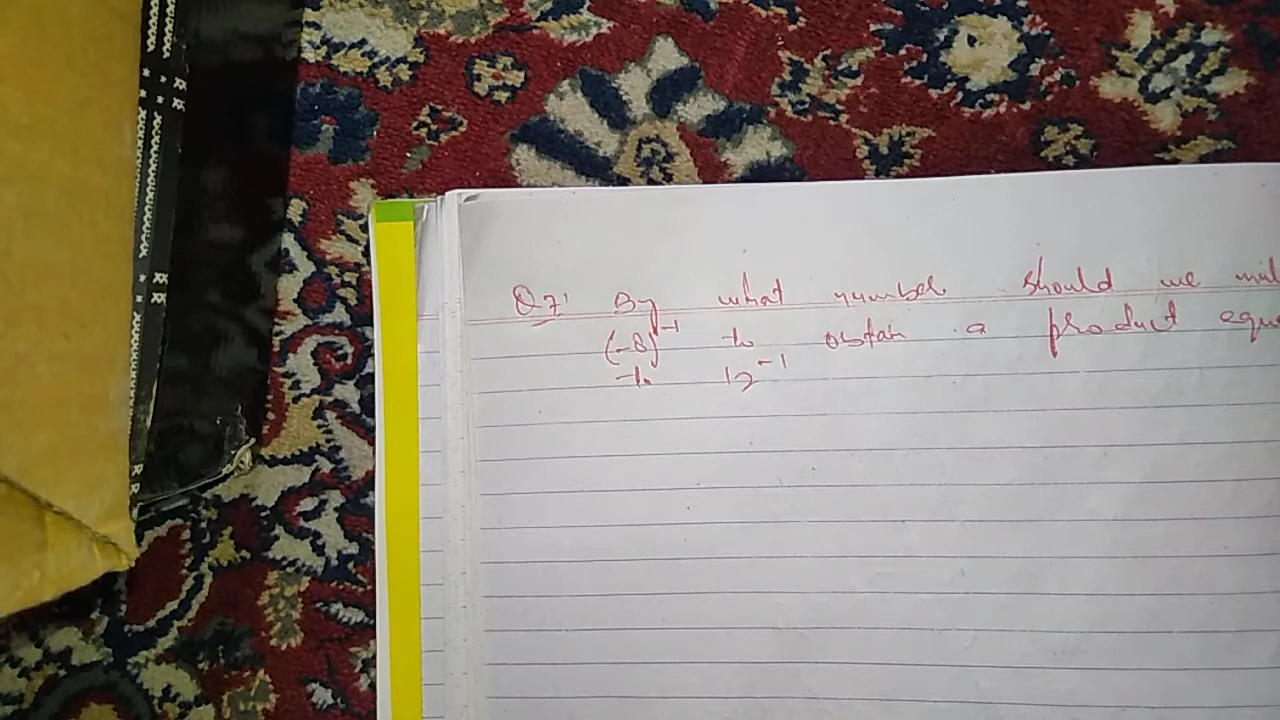 Q7' By what number should we mul
(-8)⁻¹ to obtain a product equ
to 12⁻¹